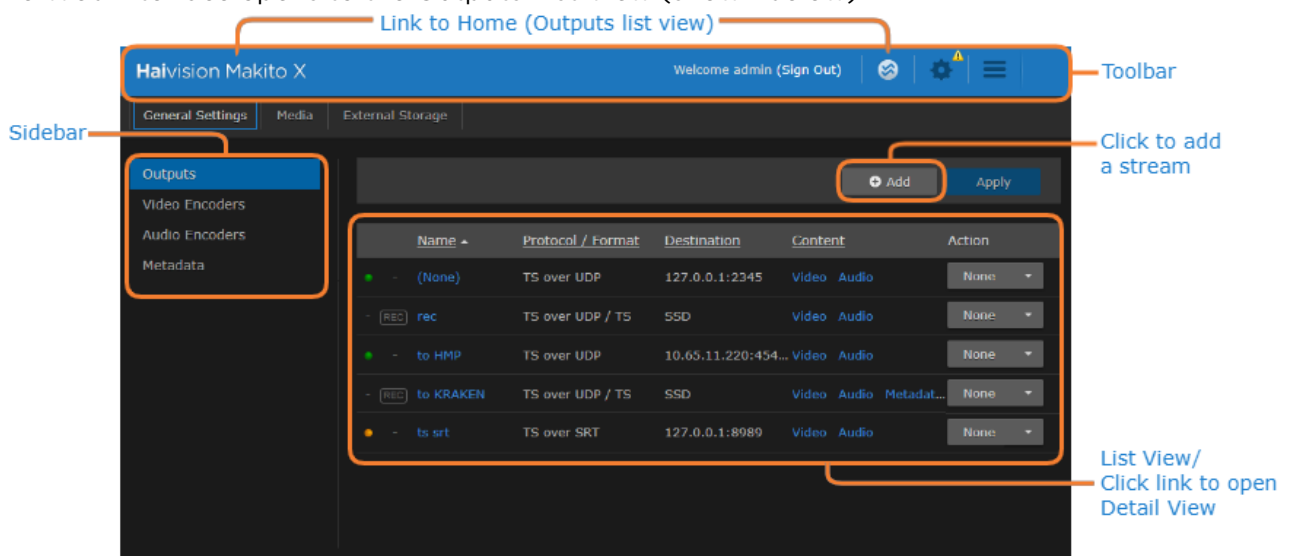 Link to Home (Outputs list view)
Haivision Makito X
Welcome admin (Sign Out)
Toolbar
General Settings
Media
External Storage
Sidebar
Click to add
a stream
Outputs
Video Encoders
Audio Encoders
Metadata
Add
Apply
Name
Protocol / Format
Destination
Content
Action
(None) TS over UDP 127.0.0.1:2345 Video Audio None
- REC rec TS over UDP / TS SSD Video Audio None
- to HMP TS over UDP 10.65.11.220:454... Video Audio None
- REC to KRAKEN TS over UDP / TS SSD Video Audio Metadat... None
- ts srt TS over SRT 127.0.0.1:8989 Video Audio None
List View/
Click link to open
Detail View